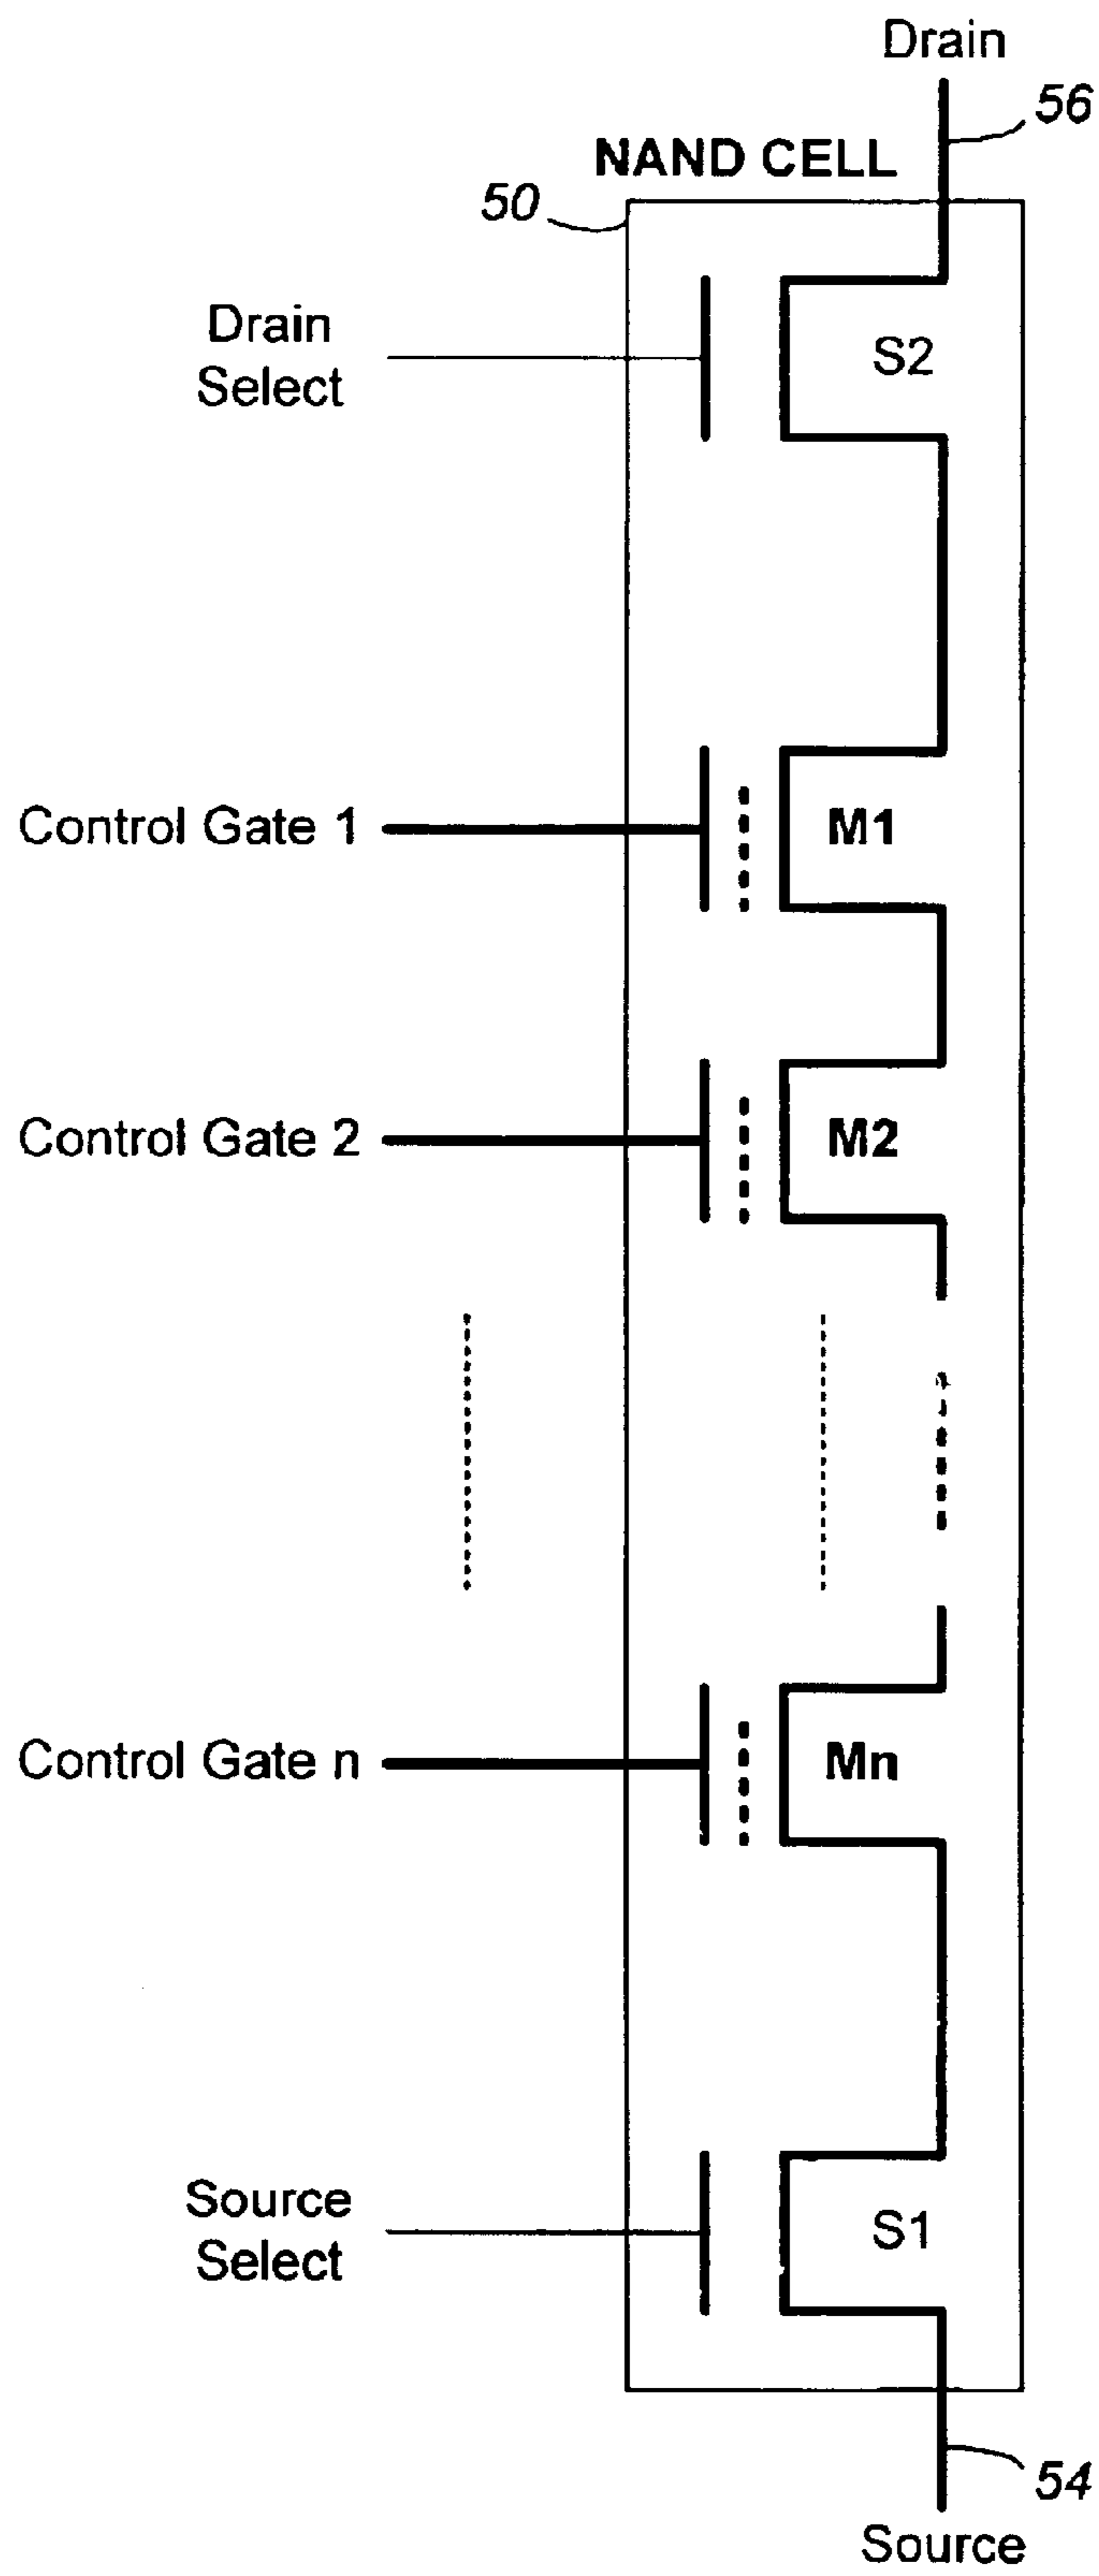 Drain
56
NAND CELL
50
Drain
Select
S2
Control Gate 1
M1
Control Gate 2
M2
Control Gate n
Mn
Source
Select
S1
54
Source